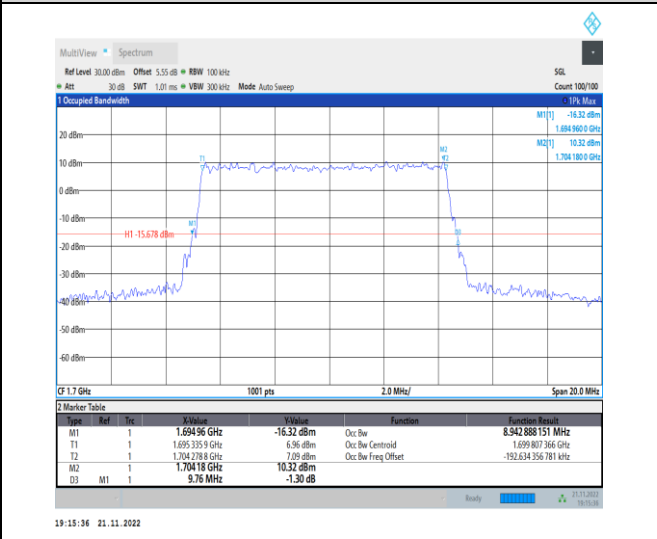 MultiView Spectrum
Ref Level 30.00 dBm Offset 5.55 dB RBW 100 kHz SGL
Att 30 dB SWT 1.01 ms VBW 300 kHz Mode Auto Sweep Count 100/100
1 Occupied Bandwidth 1Pk Max
M1[1] -16.32 dBm
1.694 960 0 GHz
M2[1] 10.32 dBm
1.704 180 0 GHz
20 dBm
M2
T1 T2
10 dBm
0 dBm
-10 dBm
M1
H1 -15.678 dBm
D3
-20 dBm
-30 dBm
-40 dBm
-50 dBm
-60 dBm
CF 1.7 GHz 1001 pts 2.0 MHz/ Span 20.0 MHz
2 Marker Table
Type Ref Trc X-Value Y-Value Function Function Result
M1 1 1.694 96 GHz -16.32 dBm Occ Bw 8.942 888 151 MHz
T1 1 1.695 335 9 GHz 6.96 dBm Occ Bw Centroid 1.699 807 366 GHz
T2 1 1.704 278 8 GHz 7.09 dBm Occ Bw Freq Offset -192.634 356 781 kHz
M2 1 1.704 18 GHz 10.32 dBm
D3 M1 1 9.76 MHz -1.30 dB
Ready 21.11.2022
19:15:36
19:15:36 21.11.2022